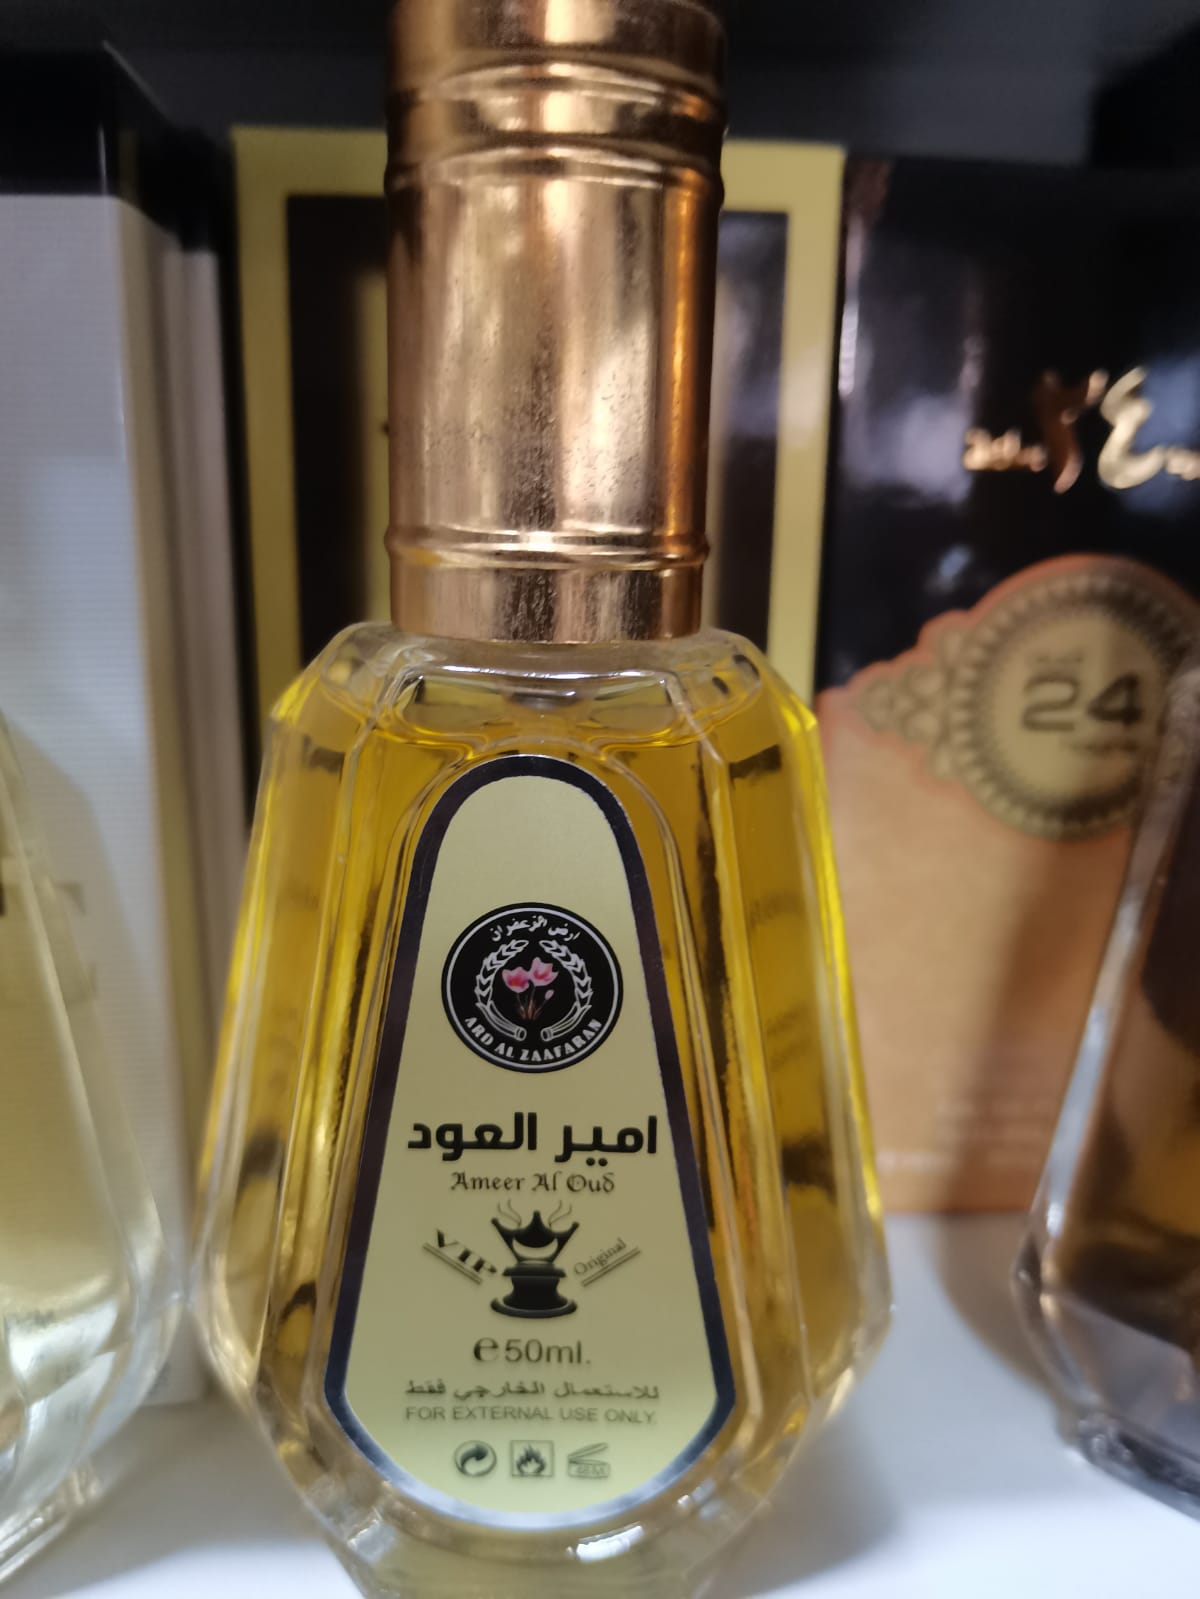 ارض الزعفران
ARD AL ZAAFARAN
امير العود
Ameer Al Oud
VIP
Original
℮50ml.
للاستعمال الخارجي فقط
FOR EXTERNAL USE ONLY.
24